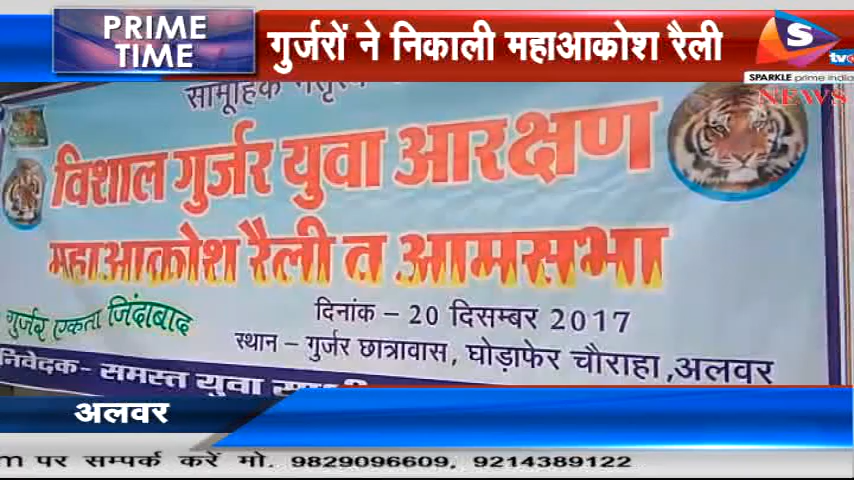 PRIME
TIME
गुर्जरों ने निकाली महाआकोश रैली
S
tv
SPARKLE prime india
NEWS
सामूहिक
विशाल गुर्जर युवा आरक्षण
महाआकोश रैली व आमसभा
गुर्जर एकता जिंदाबाद
दिनांक – 20 दिसम्बर 2017
स्थान – गुर्जर छात्रावास, घोड़ाफेर चौराहा,अलवर
निवेदक- समस्त युवा
अलवर
m पर सम्पर्क करें मो. 9829096609, 9214389122